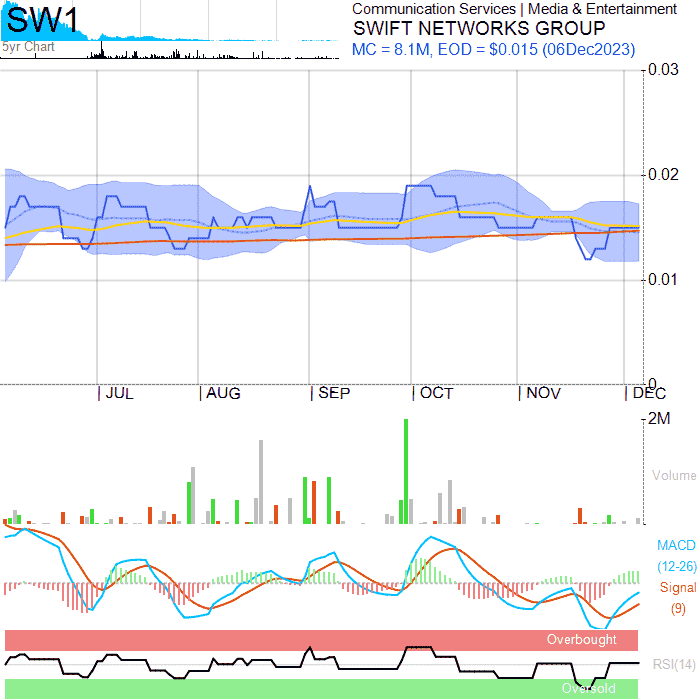 SW1
5yr Chart
Communication Services | Media & Entertainment
SWIFT NETWORKS GROUP
MC = 8.1M, EOD = $0.015 (06Dec2023)
0.03
0.02
0.01
0
JUL AUG SEP OCT NOV DEC
2M
Volume
MACD
(12-26)
Signal
(9)
Overbought
RSI(14)
Oversold